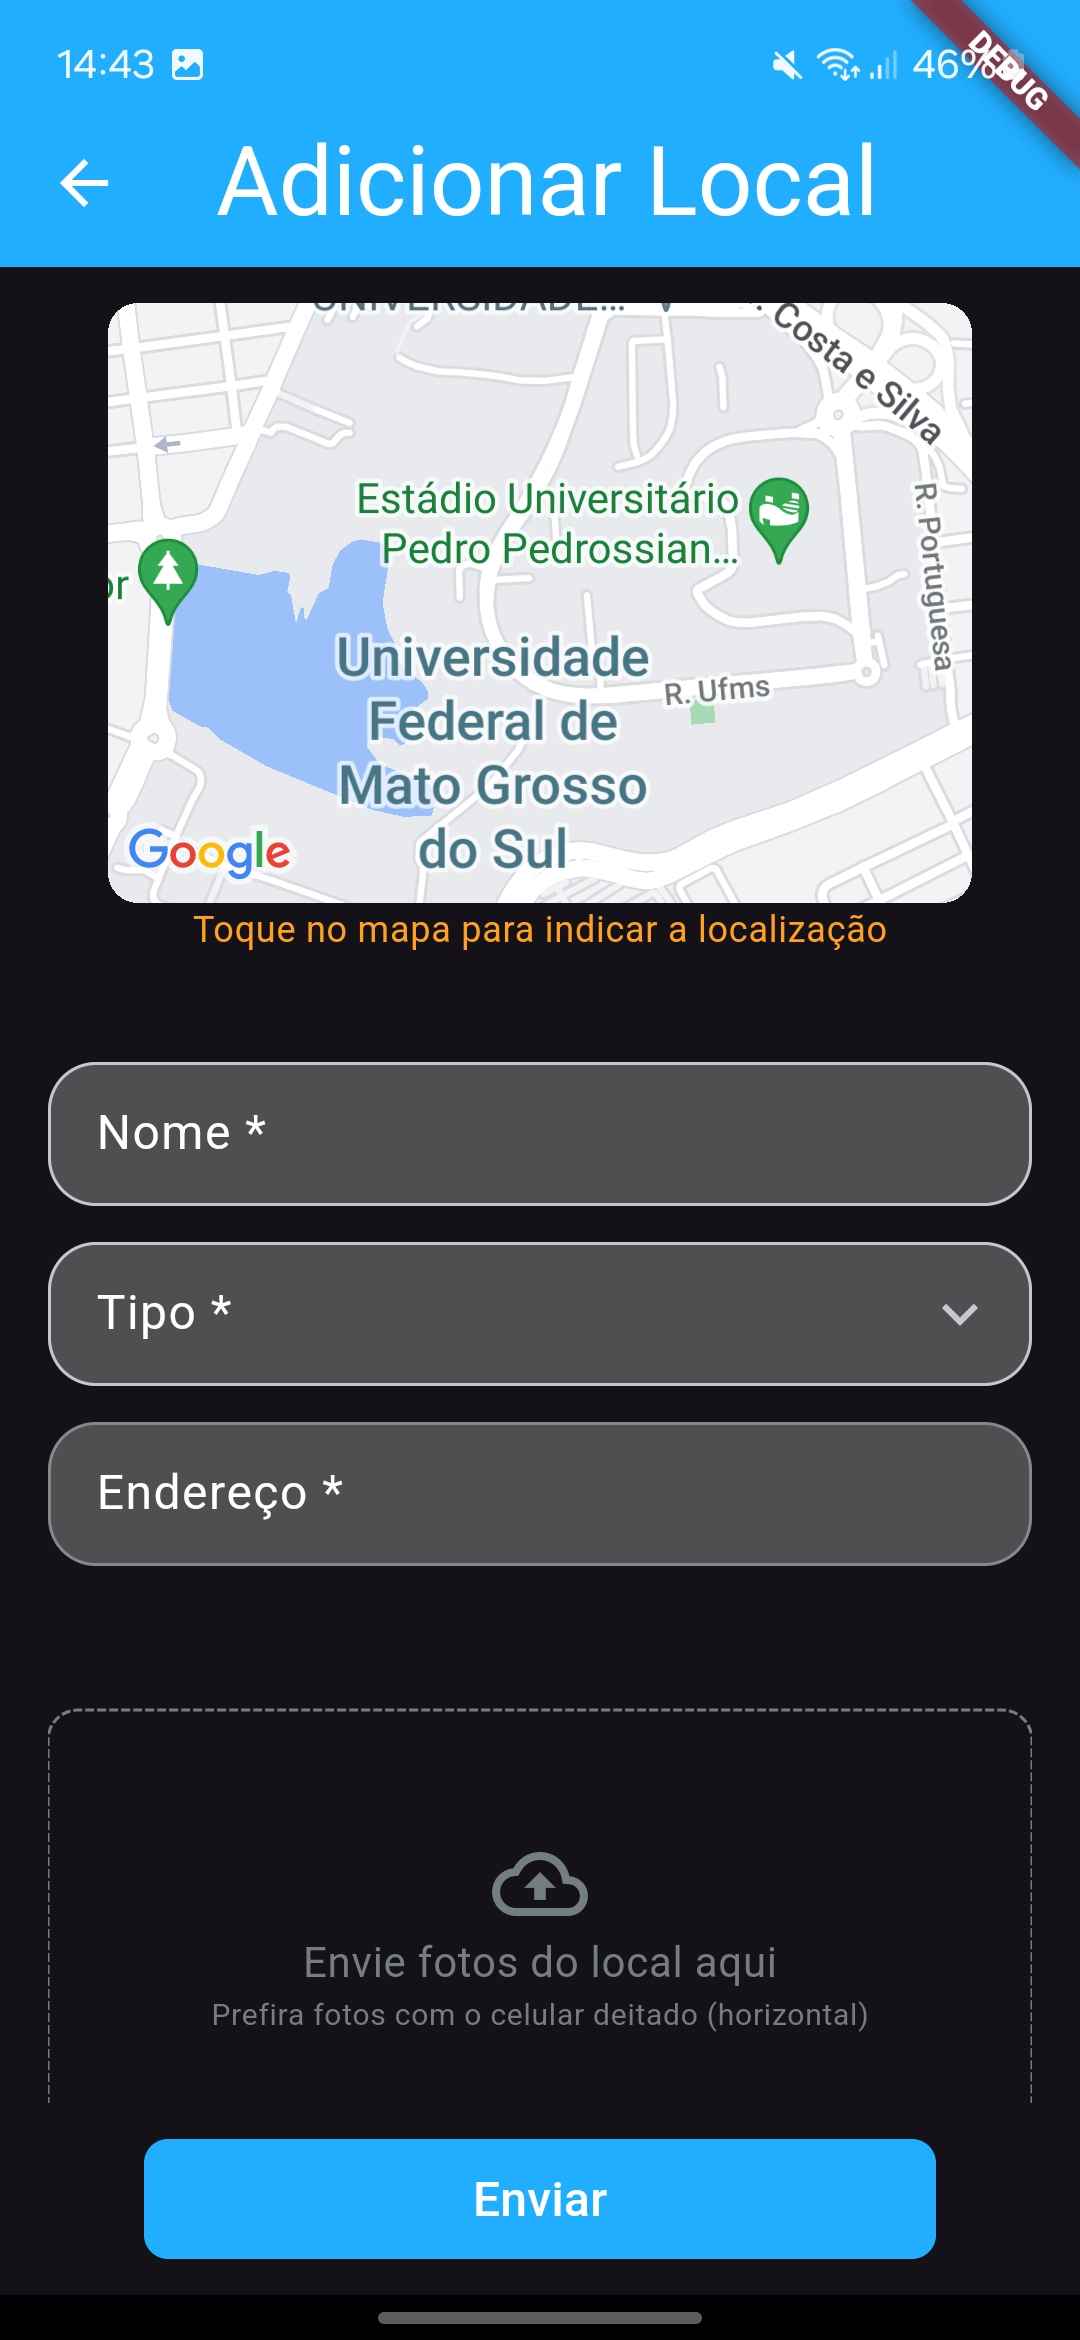 14:43
46%
DEBUG
Adicionar Local
UNIVERSIDADE...
Costa e Silva
Estádio Universitário
Pedro Pedrossian...
R. Portuguesa
or
Universidade
Federal de
Mato Grosso
do Sul
R. Ufms
Google
Toque no mapa para indicar a localização
Nome *
Tipo *
Endereço *
Envie fotos do local aqui
Prefira fotos com o celular deitado (horizontal)
Enviar